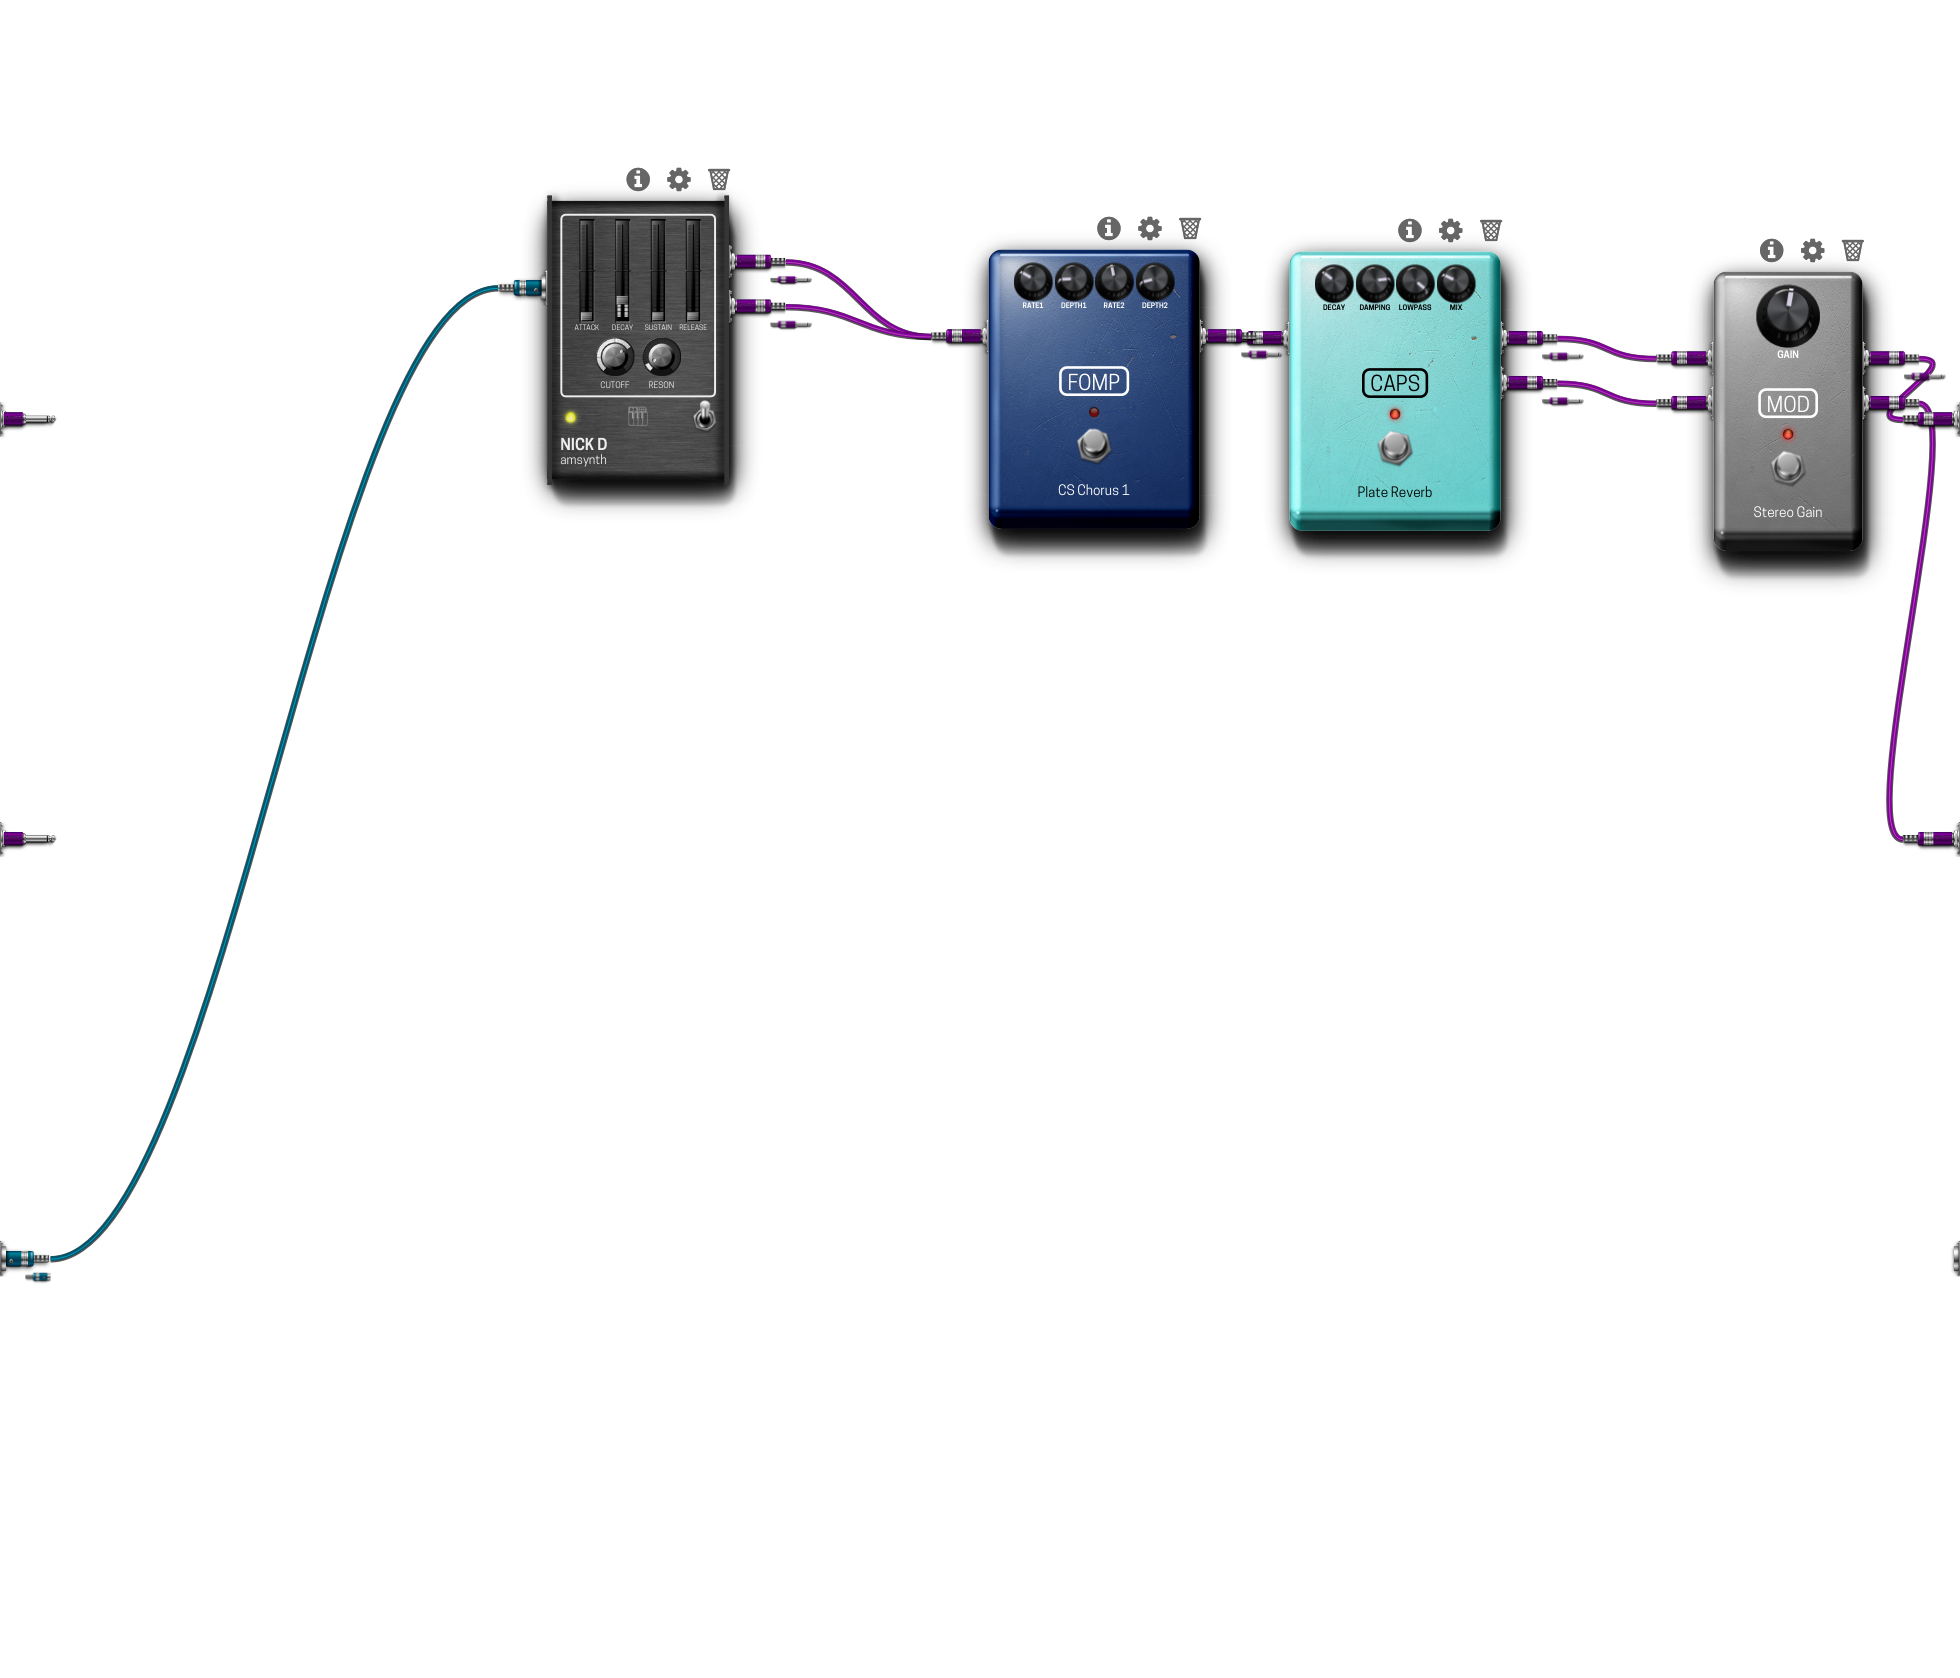 ATTACK DECAY SUSTAIN RELEASE
CUTOFF RESON
NICK D
amsynth
RATE1 DEPTH1 RATE2 DEPTH2
FOMP
CS Chorus 1
DECAY DAMPING LOWPASS MIX
CAPS
Plate Reverb
GAIN
MOD
Stereo Gain